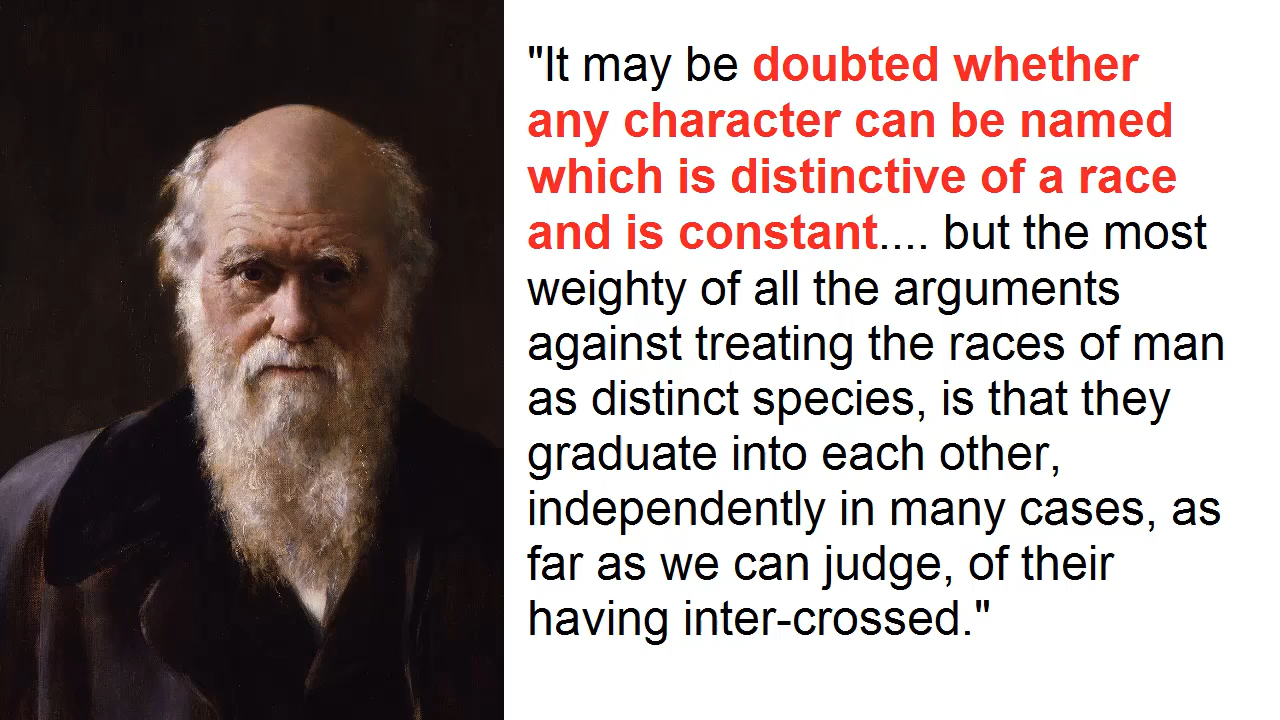 "It may be doubted whether
any character can be named
which is distinctive of a race
and is constant.... but the most
weighty of all the arguments
against treating the races of man
as distinct species, is that they
graduate into each other,
independently in many cases, as
far as we can judge, of their
having inter-crossed."